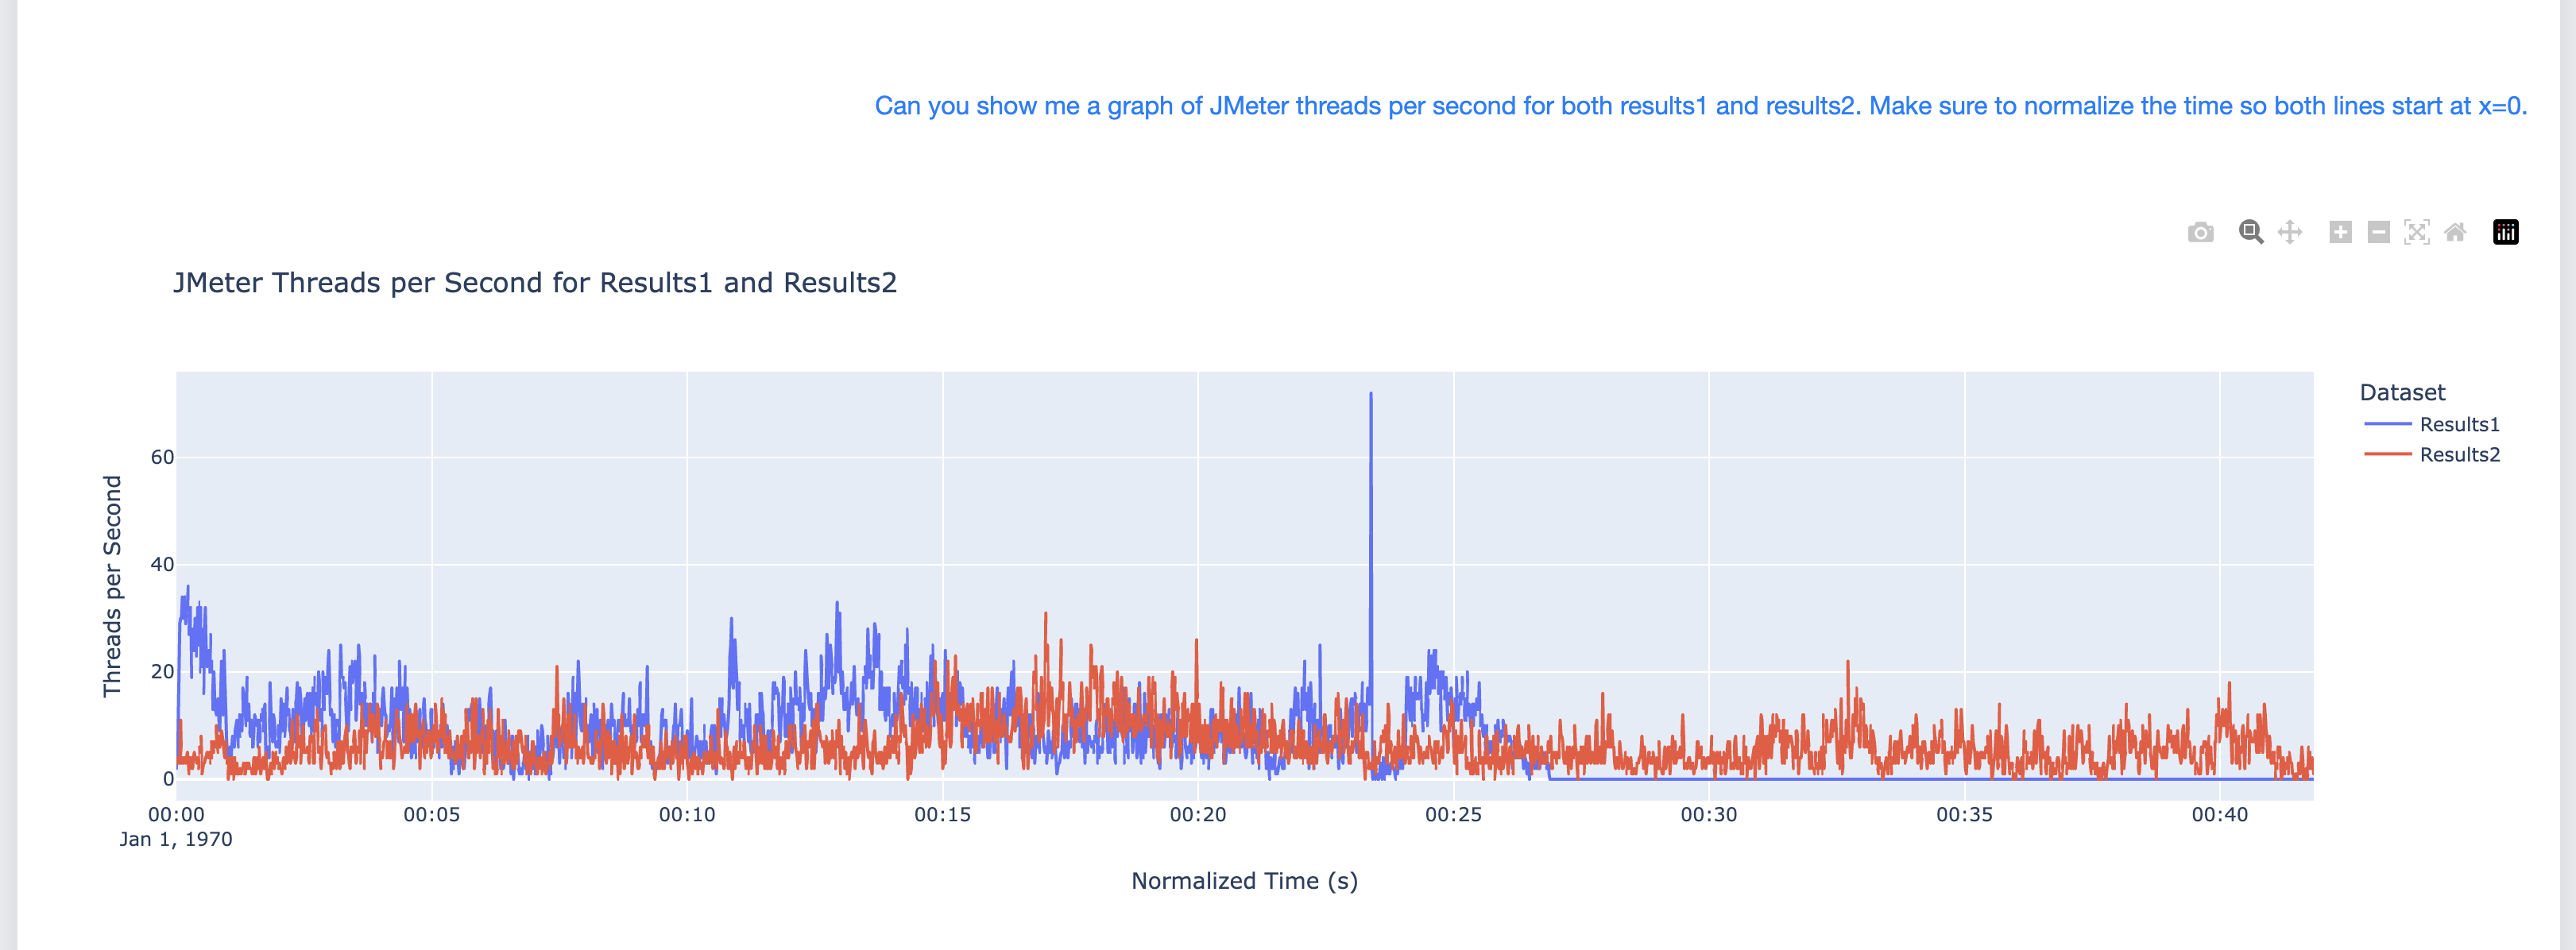 Can you show me a graph of JMeter threads per second for both results1 and results2. Make sure to normalize the time so both lines start at x=0.
JMeter Threads per Second for Results1 and Results2
Threads per Second
60
40
20
0
00:00
Jan 1, 1970
00:05
00:10
00:15
00:20
00:25
00:30
00:35
00:40
Normalized Time (s)
Dataset
Results1
Results2